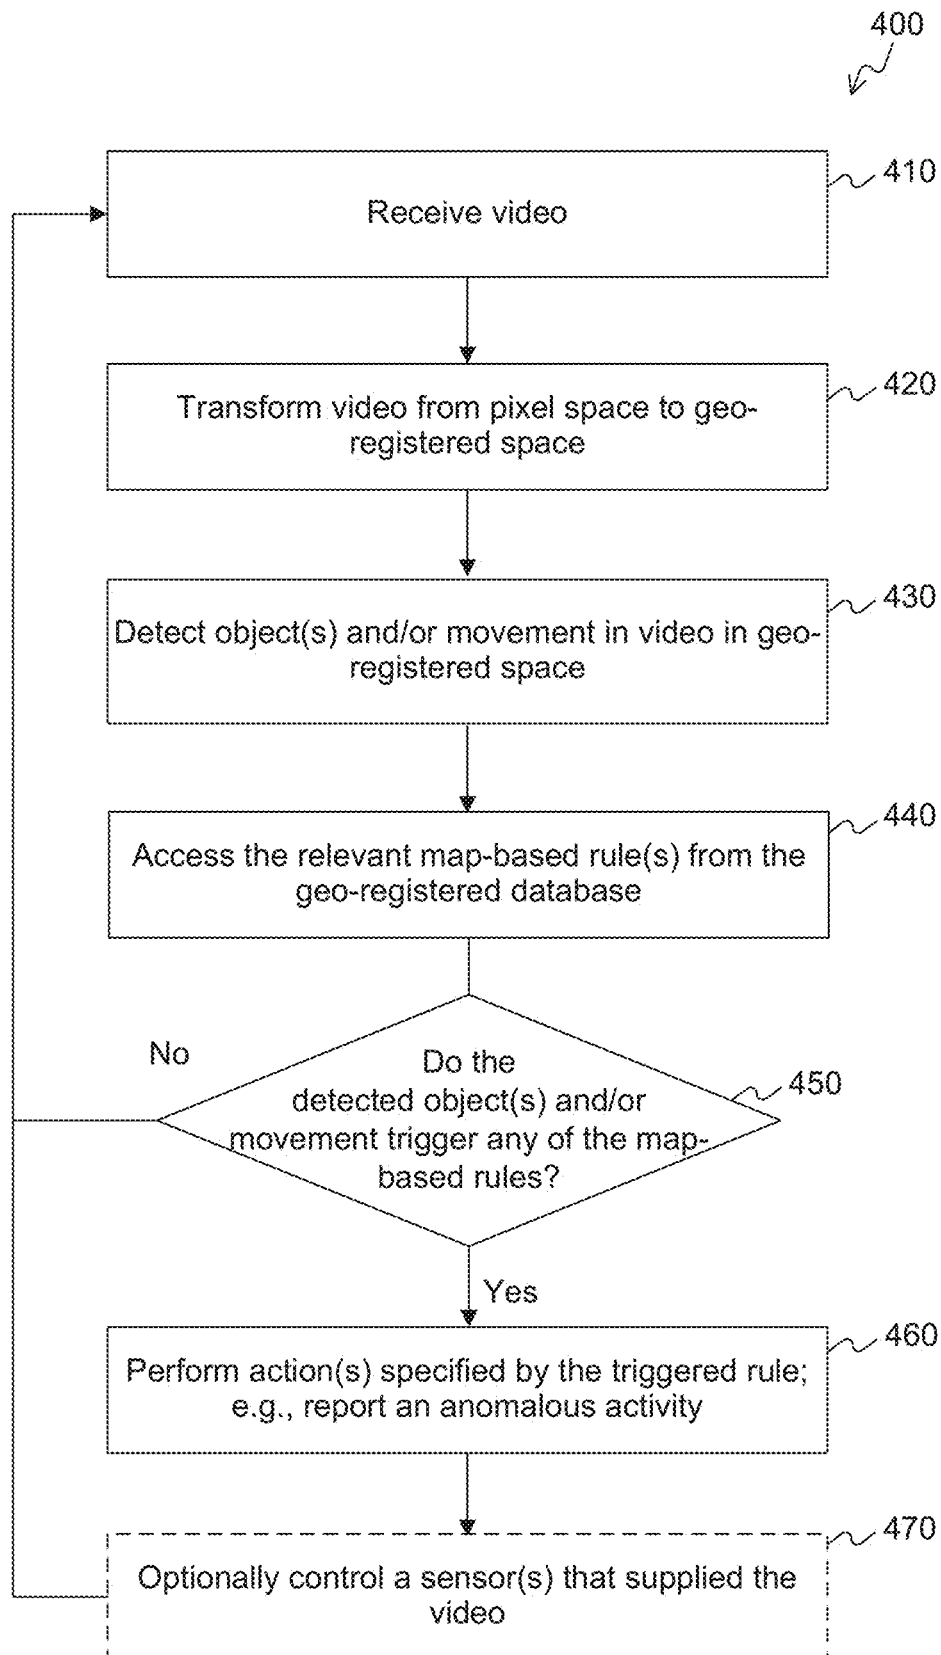 400
410
Receive video
420
Transform video from pixel space to geo-
registered space
430
Detect object(s) and/or movement in video in geo-
registered space
440
Access the relevant map-based rule(s) from the
geo-registered database
No
Do the
detected object(s) and/or
movement trigger any of the map-
based rules?
450
Yes
460
Perform action(s) specified by the triggered rule;
e.g., report an anomalous activity
470
Optionally control a sensor(s) that supplied the
video